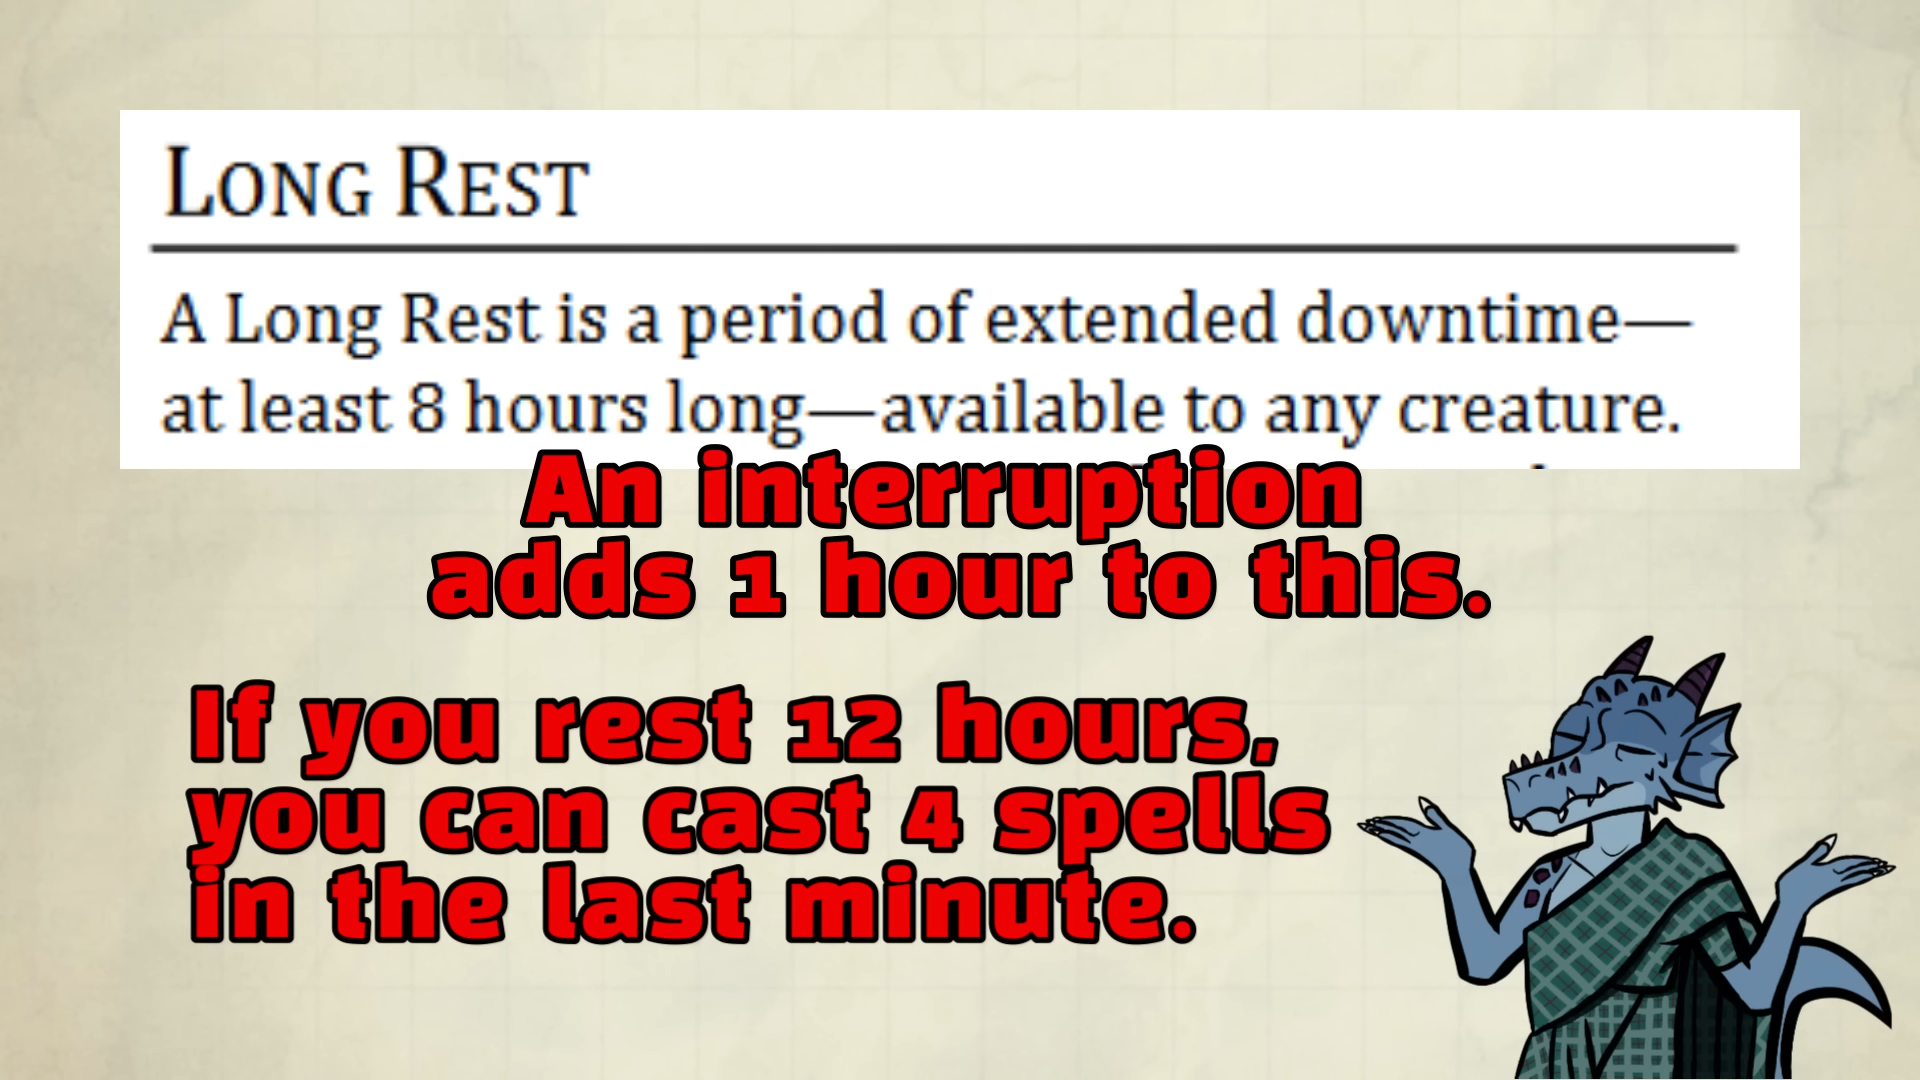 Long Rest
A Long Rest is a period of extended downtime—
at least 8 hours long—available to any creature.
An interruption
adds 1 hour to this.
If you rest 12 hours,
you can cast 4 spells
in the last minute.